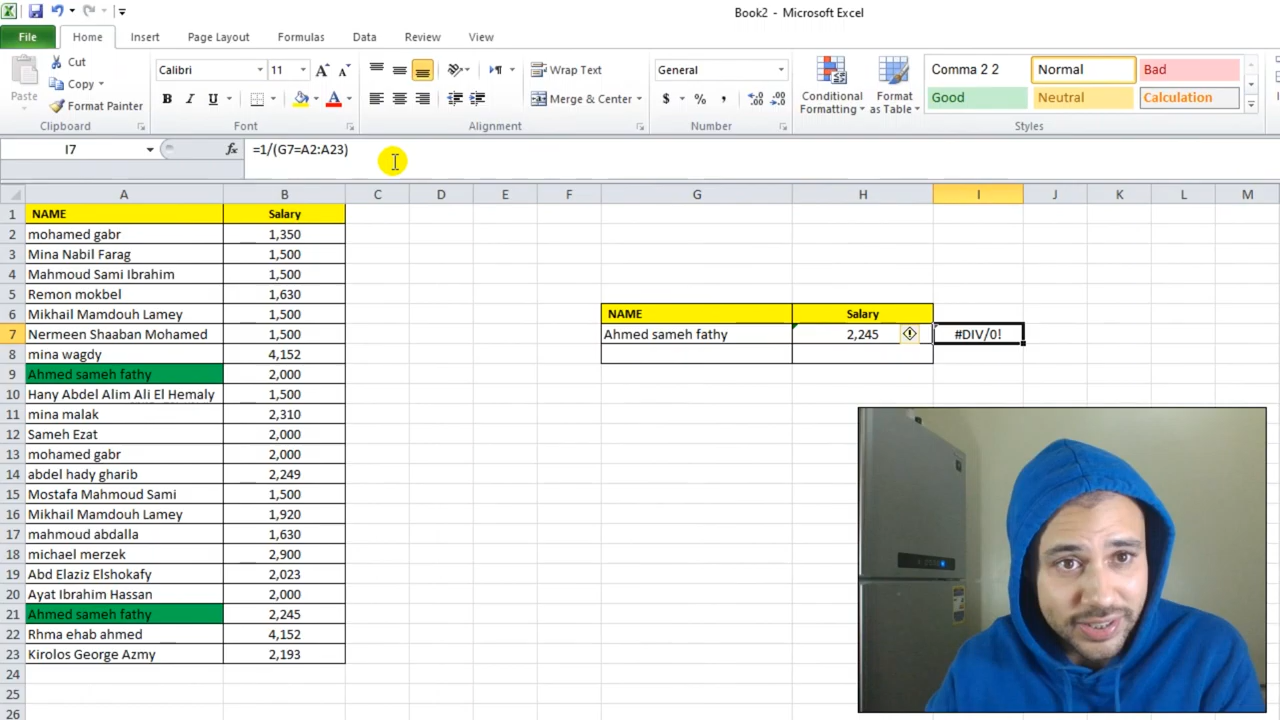 Book2 - Microsoft Excel
File Home Insert Page Layout Formulas Data Review View
Paste
Cut
Copy
Format Painter
Clipboard
Calibri 11
B I U
Font
Wrap Text
Merge & Center
Alignment
General
$ % ,
Number
Conditional Formatting
Format as Table
Comma 2 2 Normal Bad
Good Neutral Calculation
Styles
I7 fx =1/(G7=A2:A23)
A B C D E F G H I J K L M
1 NAME Salary
2 mohamed gabr 1,350
3 Mina Nabil Farag 1,500
4 Mahmoud Sami Ibrahim 1,500
5 Remon mokbel 1,630
6 Mikhail Mamdouh Lamey 1,500 NAME Salary
7 Nermeen Shaaban Mohamed 1,500 Ahmed sameh fathy 2,245 #DIV/0!
8 mina wagdy 4,152
9 Ahmed sameh fathy 2,000
10 Hany Abdel Alim Ali El Hemaly 1,500
11 mina malak 2,310
12 Sameh Ezat 2,000
13 mohamed gabr 2,000
14 abdel hady gharib 2,249
15 Mostafa Mahmoud Sami 1,500
16 Mikhail Mamdouh Lamey 1,920
17 mahmoud abdalla 1,630
18 michael merzek 2,900
19 Abd Elaziz Elshokafy 2,023
20 Ayat Ibrahim Hassan 2,000
21 Ahmed sameh fathy 2,245
22 Rhma ehab ahmed 4,152
23 Kirolos George Azmy 2,193
24
25
26